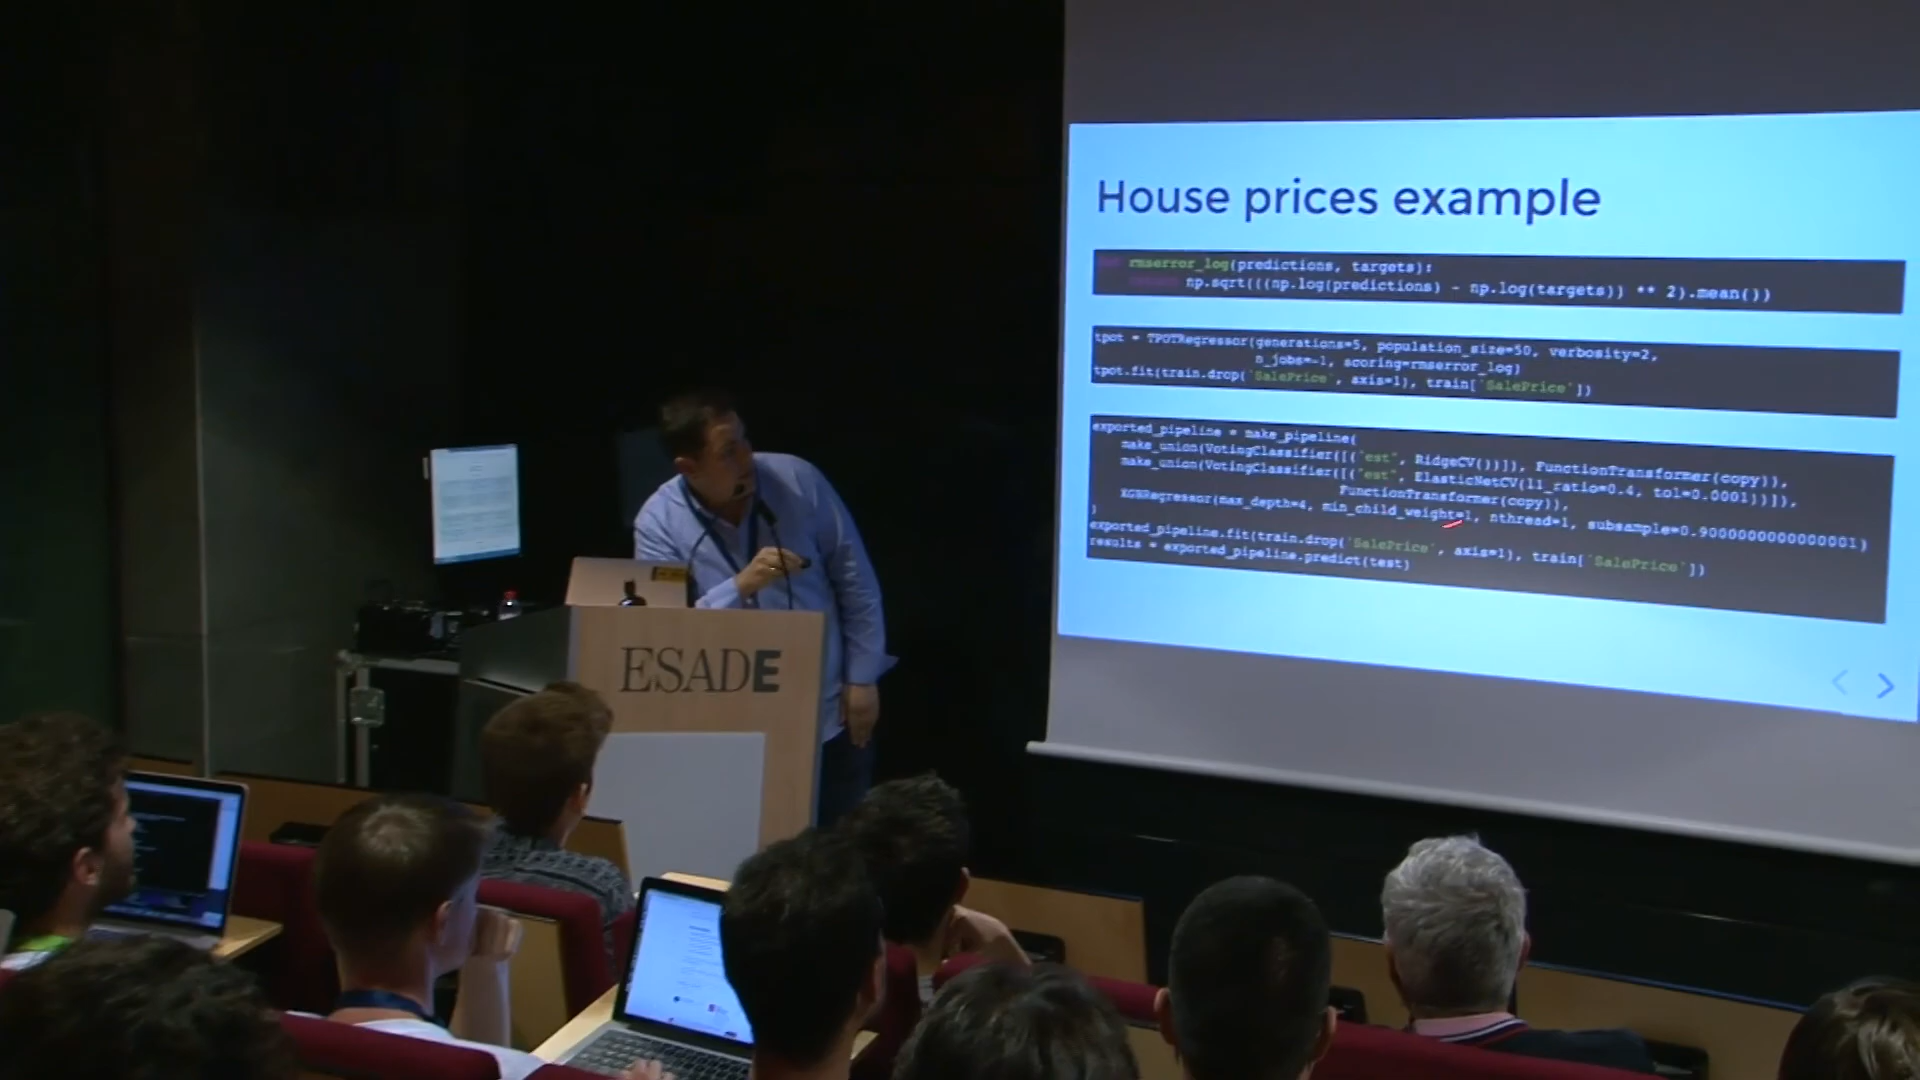 House prices example
def rmserror_log(predictions, targets):
return np.sqrt(((np.log(predictions) - np.log(targets)) ** 2).mean())
tpot = TPOTRegressor(generations=5, population_size=50, verbosity=2,
n_jobs=-1, scoring=rmserror_log)
tpot.fit(train.drop('SalePrice', axis=1), train['SalePrice'])
exported_pipeline = make_pipeline(
make_union(VotingClassifier([("est", RidgeCV())]), FunctionTransformer(copy)),
make_union(VotingClassifier([("est", ElasticNetCV(l1_ratio=0.4, tol=0.0001))]),
FunctionTransformer(copy)),
XGBRegressor(max_depth=4, min_child_weight=1, nthread=1, subsample=0.9000000000000001)
)
exported_pipeline.fit(train.drop('SalePrice', axis=1), train['SalePrice'])
results = exported_pipeline.predict(test)
ESADE